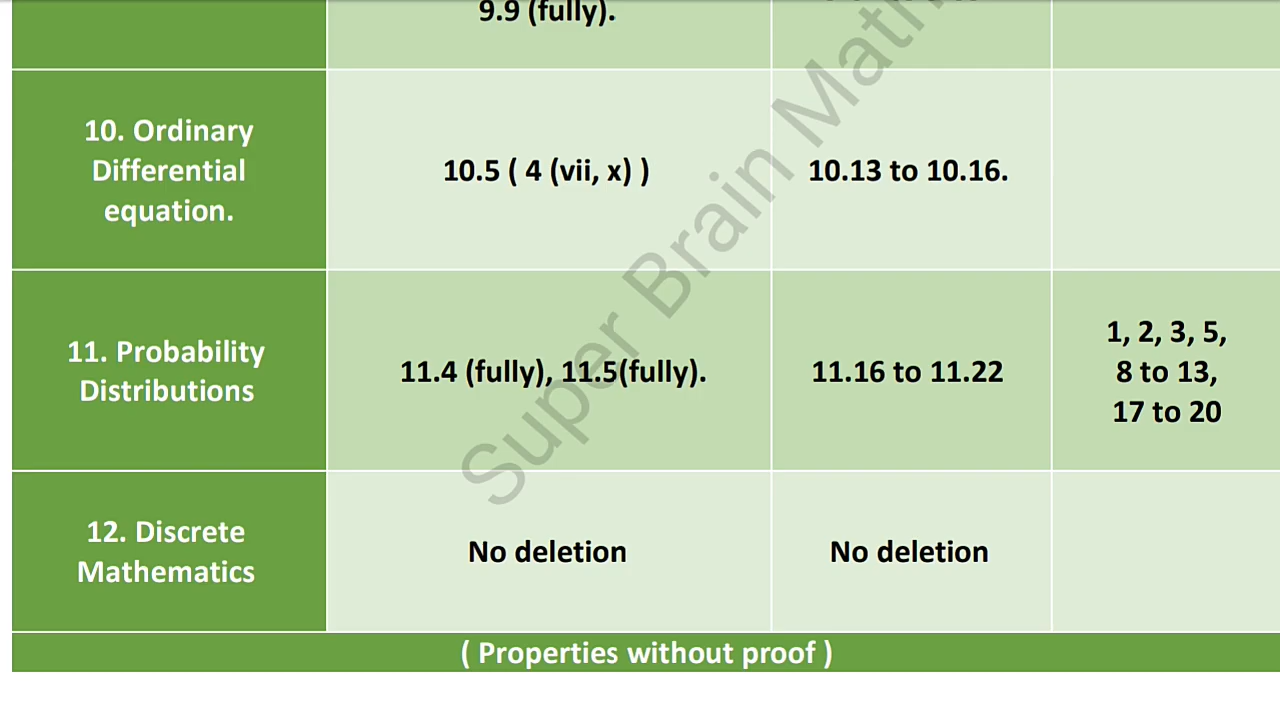 9.9 (fully).
10. Ordinary
Differential
equation.
10.5 ( 4 (vii, x) )
10.13 to 10.16.
11. Probability
Distributions
11.4 (fully), 11.5(fully).
11.16 to 11.22
1, 2, 3, 5,
8 to 13,
17 to 20
12. Discrete
Mathematics
No deletion
No deletion
( Properties without proof )
Super Brain Math